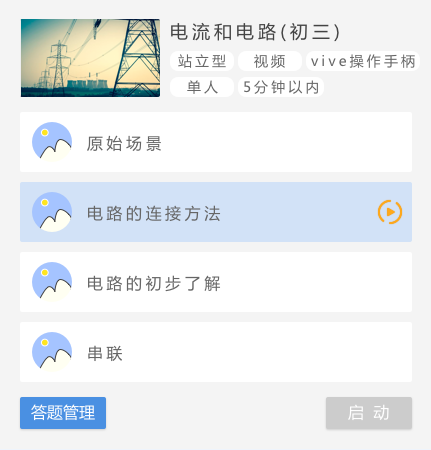 电流和电路(初三)
站立型 视频 vive操作手柄
单人 5分钟以内
原始场景
电路的连接方法
电路的初步了解
串联
答题管理 启动